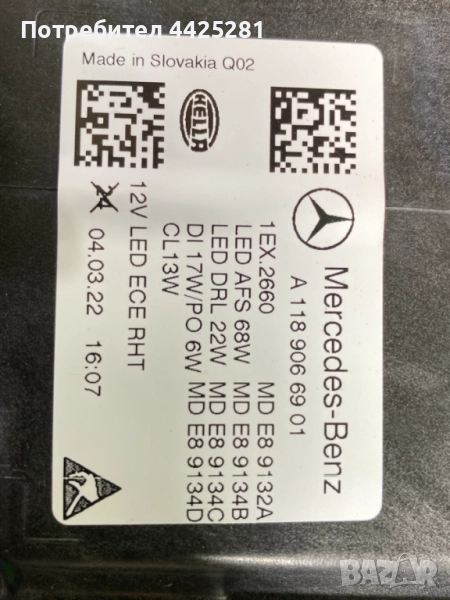 Потребител 4425281
Made in Slovakia Q02
HELLA
Mercedes-Benz
A 118 906 69 01
1EX.2660 MD E8 9132A
LED AFS 68W MD E8 9134B
LED DRL 22W MD E8 9134C
DI 17W/PO 6W MD E8 9134D
CL13W
12V LED ECE RHT
24 04.03.22 16:07
BAZAR